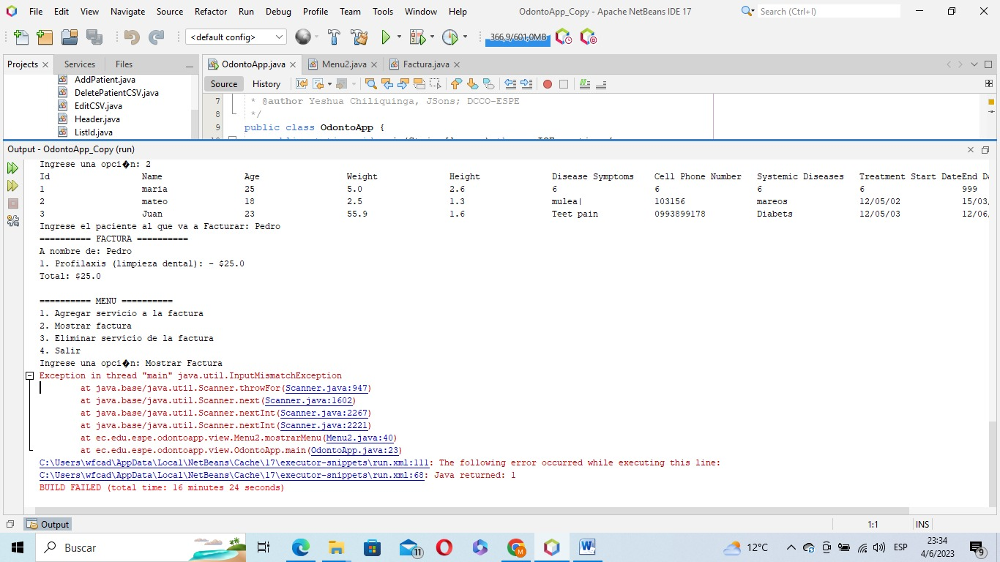 File Edit View Navigate Source Refactor Run Debug Profile Team Tools Window Help OdontoApp_Copy - Apache NetBeans IDE 17 Search (Ctrl+I)
<default config> 366,9/601,0MB
Projects Services Files OdontoApp.java Menu2.java Factura.java
AddPatient.java Source History
DeletePatientCSV.java
EditCSV.java
Header.java
ListId.java
7 * @author Yeshua Chiliquinga, JSons; DCCO-ESPE
8 */
9 public class OdontoApp {
Output - OdontoApp_Copy (run)
Ingrese una opci�n: 2
Id Name Age Weight Height Disease Symptoms Cell Phone Number Systemic Diseases Treatment Start DateEnd Da
1 maria 25 5.0 2.6 6 6 6 6 999
2 mateo 18 2.5 1.3 mulea| 103156 mareos 12/05/02 15/03,
3 Juan 23 55.9 1.6 Teet pain 0993899178 Diabets 12/05/03 12/06,
Ingrese el paciente al que va a Facturar: Pedro
========== FACTURA ==========
A nombre de: Pedro
1. Profilaxis (limpieza dental): - $25.0
Total: $25.0
========== MENU ==========
1. Agregar servicio a la factura
2. Mostrar factura
3. Eliminar servicio de la factura
4. Salir
Ingrese una opci�n: Mostrar Factura
Exception in thread "main" java.util.InputMismatchException
at java.base/java.util.Scanner.throwFor(Scanner.java:947)
at java.base/java.util.Scanner.next(Scanner.java:1602)
at java.base/java.util.Scanner.nextInt(Scanner.java:2267)
at java.base/java.util.Scanner.nextInt(Scanner.java:2221)
at ec.edu.espe.odontoapp.view.Menu2.mostrarMenu(Menu2.java:40)
at ec.edu.espe.odontoapp.view.OdontoApp.main(OdontoApp.java:23)
C:\Users\wfcad\AppData\Local\NetBeans\Cache\17\executor-snippets\run.xml:111: The following error occurred while executing this line:
C:\Users\wfcad\AppData\Local\NetBeans\Cache\17\executor-snippets\run.xml:68: Java returned: 1
BUILD FAILED (total time: 16 minutes 24 seconds)
Output 1:1 INS
Buscar 11 12°C ESP 23:34
4/6/2023 9